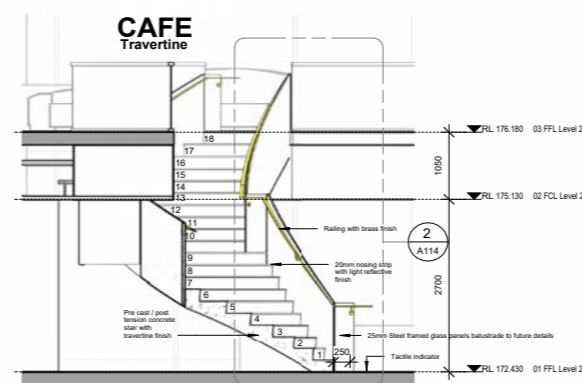 CAFE
Travertine
18
17
16
15
14
13
12
11
10
9
8
7
6
5
4
3
2
1
RL 176.180 03 FFL Level 2
1050
RL 175.130 02 FCL Level 2
Railing with brass finish
2
A114
20mm nosing strip
with light reflective
finish
2700
Pre cast / post
tension concrete
stair with
travertine finish
25mm Steel framed glass panels balustrade to future details
250
Tactile indicator
RL 172.430 01 FFL Level 2